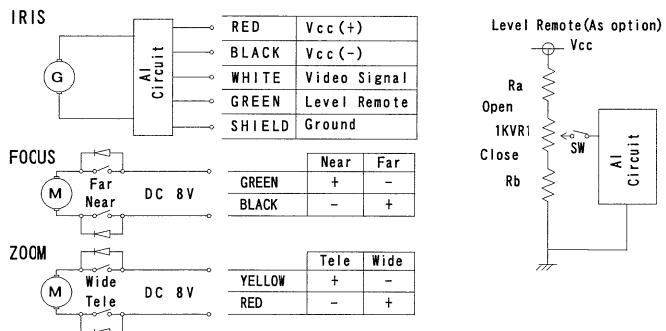 IRIS
G
AI Circuit
RED Vcc(+)
BLACK Vcc(-)
WHITE Video Signal
GREEN Level Remote
SHIELD Ground
FOCUS
M
Far
Near
DC 8V
Near Far
GREEN + -
BLACK - +
ZOOM
M
Wide
Tele
DC 8V
Tele Wide
YELLOW + -
RED - +
Level Remote(As option)
Vcc
Ra
Open
1KVR1
Close
SW
Rb
AI Circuit